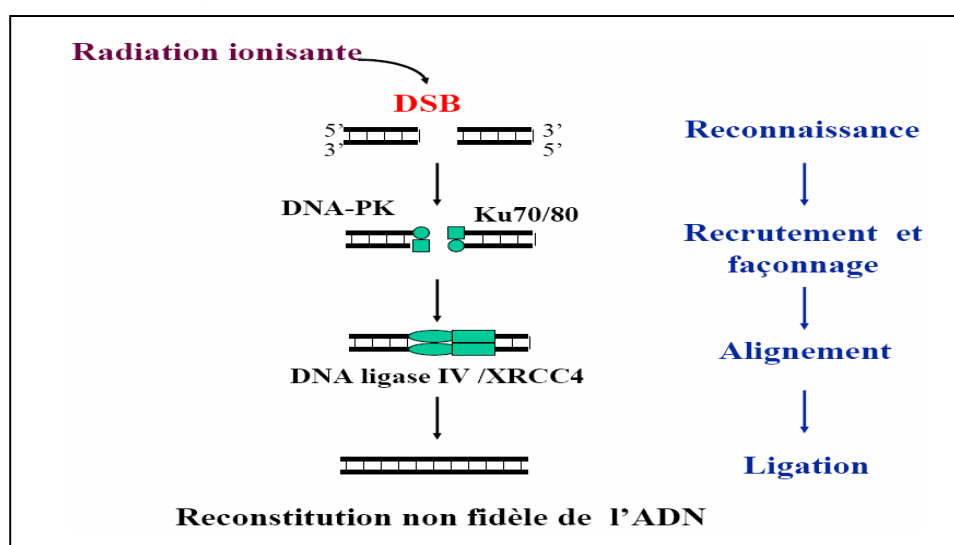 Radiation ionisante
DSB
5’ 3’
3’ 5’
Reconnaissance
DNA-PK
Ku70/80
Recrutement et
façonnage
Alignement
DNA ligase IV /XRCC4
Ligation
Reconstitution non fidèle de l’ADN